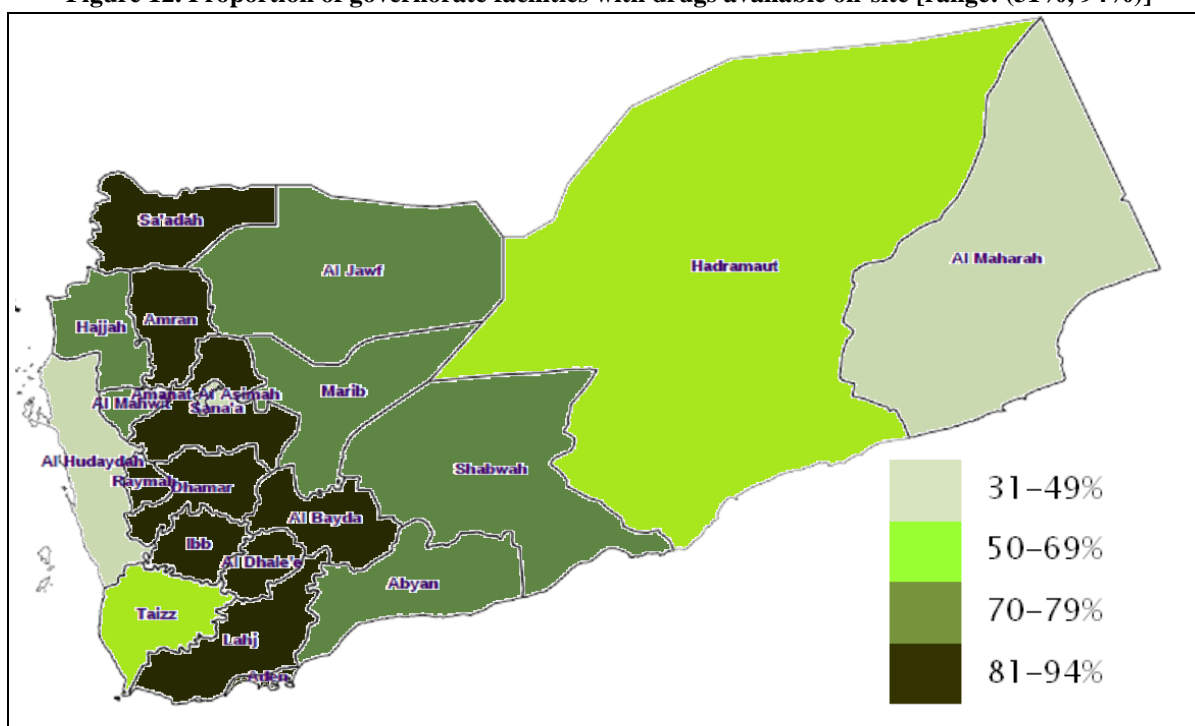 Figure 12. Proportion of governorate facilities with drugs available on-site [range: (31%, 94%)]
Sa'adah
Al Jawf
Hadramaut
Al Maharah
Hajjah
Amran
Amanat Al Asimah
Marib
Al Mahwit
Sana'a
Al Hudaydah
Shabwah
Raymah
Dhamar
Al Bayda
Ibb
Al Dhale'e
Abyan
Taizz
Lahj
Aden
31–49%
50–69%
70–79%
81–94%